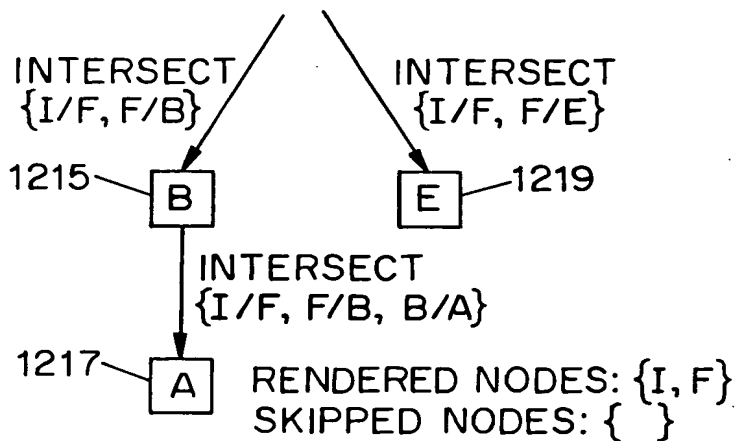 INTERSECT
{I/F, F/B}
INTERSECT
{I/F, F/E}
1215
B
E
1219
INTERSECT
{I/F, F/B, B/A}
1217
A
RENDERED NODES: {I, F}
SKIPPED NODES: { }